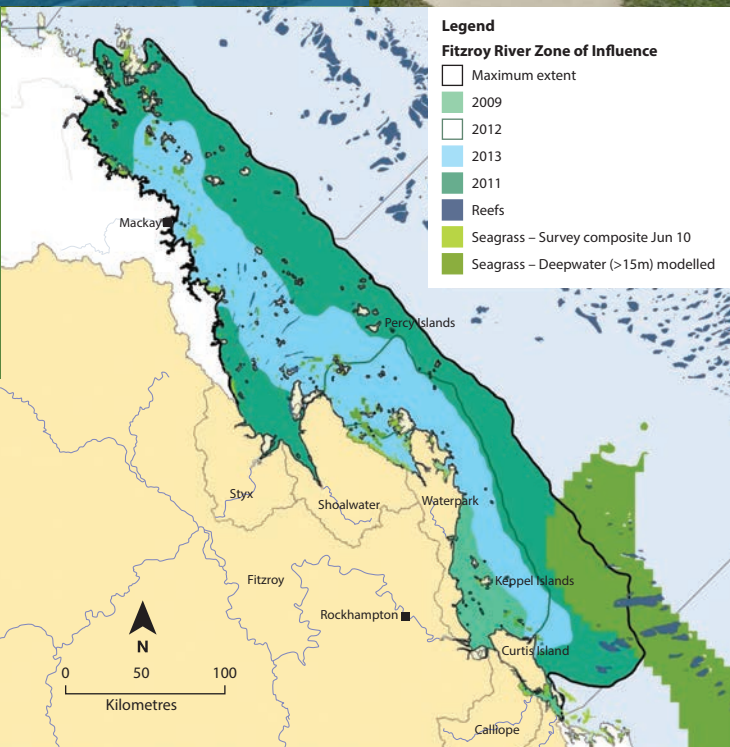 Legend
Fitzroy River Zone of Influence
Maximum extent
2009
2012
2013
2011
Reefs
Seagrass – Survey composite Jun 10
Seagrass – Deepwater (>15m) modelled
Mackay
Percy Islands
Styx
Shoalwater
Waterpark
Fitzroy
Keppel Islands
Rockhampton
Curtis Island
Calliope
N
0 50 100
Kilometres